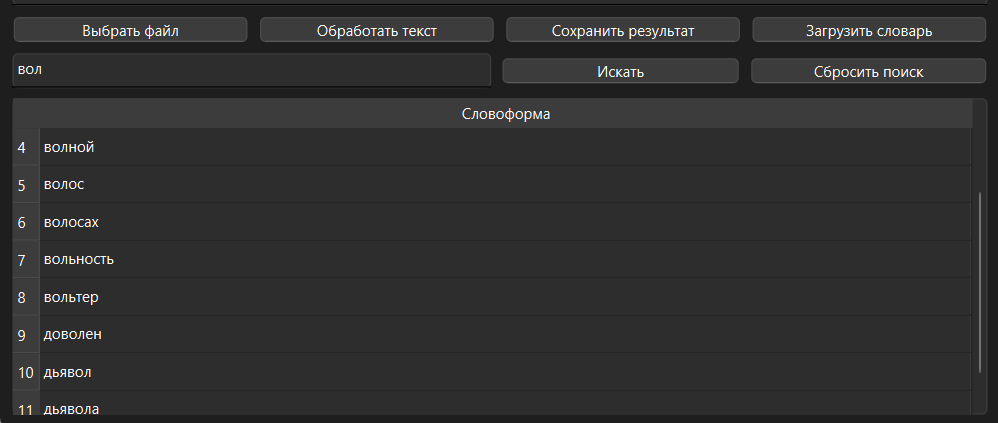 Выбрать файл Обработать текст Сохранить результат Загрузить словарь
вол Искать Сбросить поиск
Словоформа
4 волной
5 волос
6 волосах
7 вольность
8 вольтер
9 доволен
10 дьявол
11 дьявола